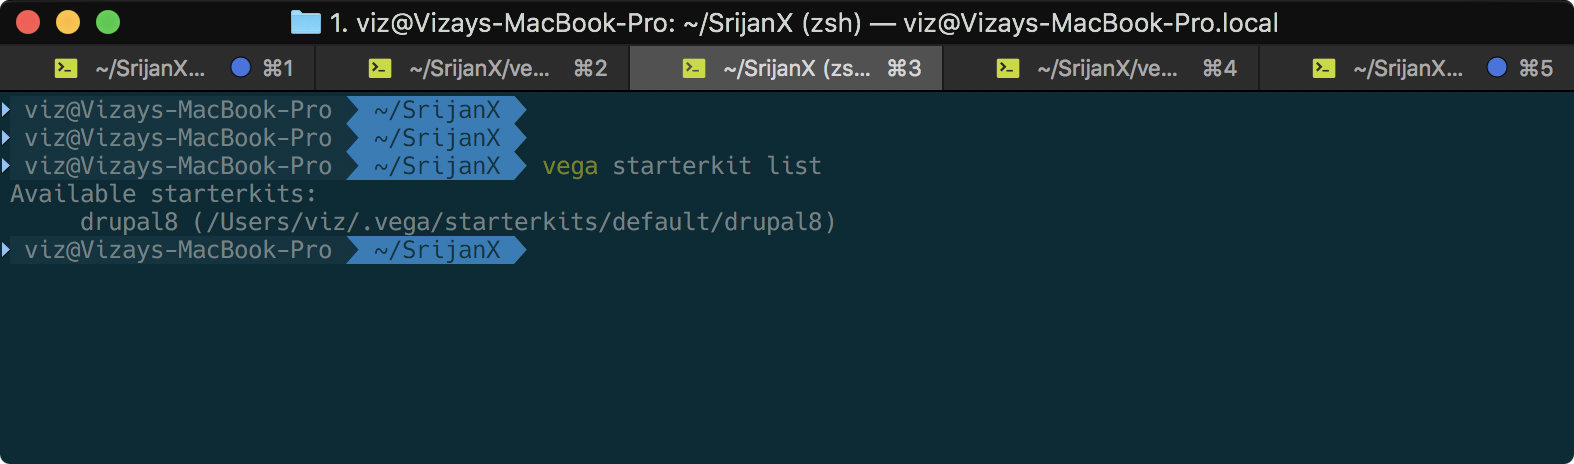 1. viz@Vizays-MacBook-Pro: ~/SrijanX (zsh) — viz@Vizays-MacBook-Pro.local
~/SrijanX... ⌘1 ~/SrijanX/ve... ⌘2 ~/SrijanX (zs... ⌘3 ~/SrijanX/ve... ⌘4 ~/SrijanX... ⌘5
viz@Vizays-MacBook-Pro ~/SrijanX
viz@Vizays-MacBook-Pro ~/SrijanX
viz@Vizays-MacBook-Pro ~/SrijanX vega starterkit list
Available starterkits:
drupal8 (/Users/viz/.vega/starterkits/default/drupal8)
viz@Vizays-MacBook-Pro ~/SrijanX